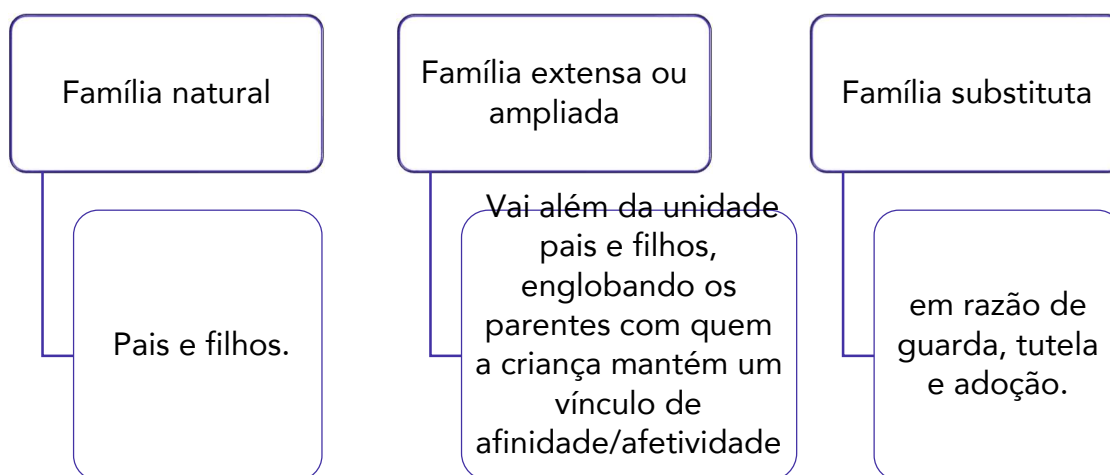 Família natural
Pais e filhos.
Família extensa ou
ampliada
Vai além da unidade
pais e filhos,
englobando os
parentes com quem
a criança mantém um
vínculo de
afinidade/afetividade
Família substituta
em razão de
guarda, tutela
e adoção.